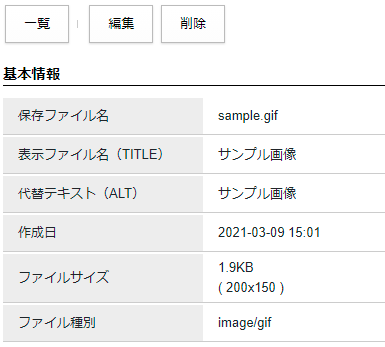 一覧 編集 削除
基本情報
保存ファイル名 sample.gif
表示ファイル名（TITLE） サンプル画像
代替テキスト（ALT） サンプル画像
作成日 2021-03-09 15:01
ファイルサイズ 1.9KB
( 200x150 )
ファイル種別 image/gif